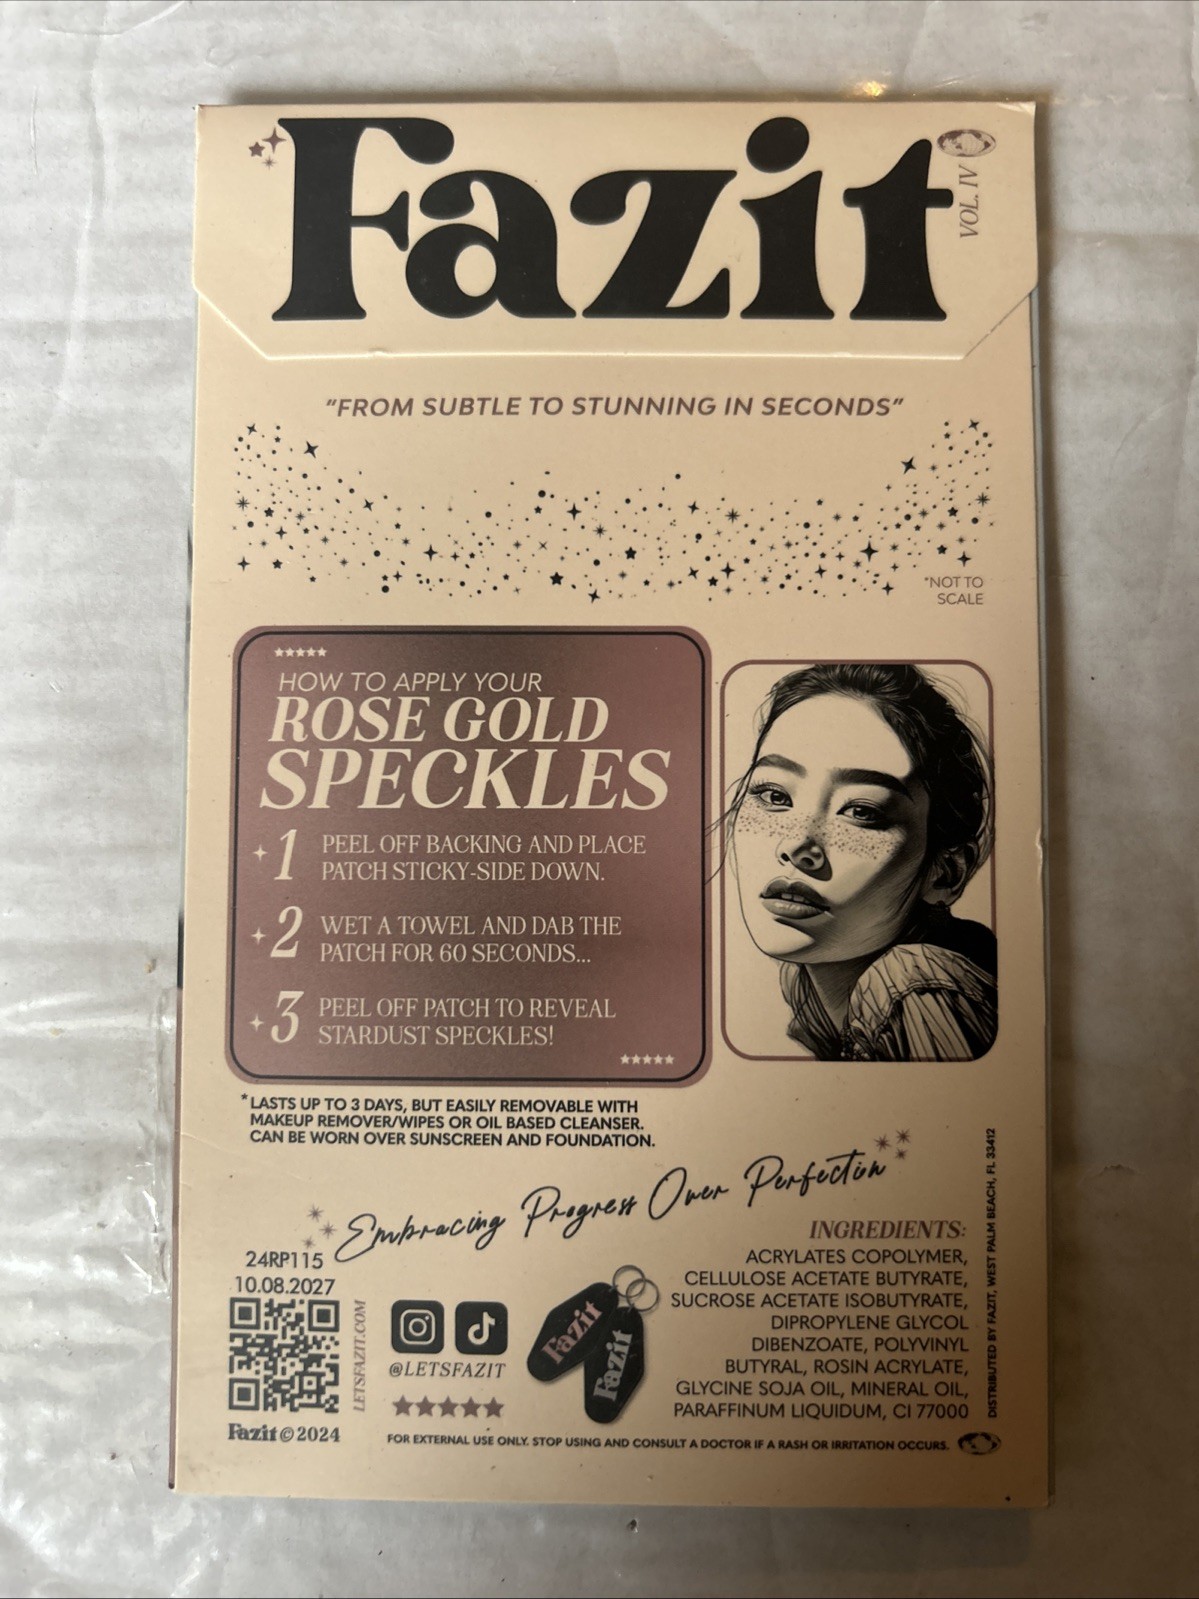 Fazit
VOL. IV
"FROM SUBTLE TO STUNNING IN SECONDS"
*NOT TO
SCALE
HOW TO APPLY YOUR
ROSE GOLD
SPECKLES
1 PEEL OFF BACKING AND PLACE
PATCH STICKY-SIDE DOWN.
2 WET A TOWEL AND DAB THE
PATCH FOR 60 SECONDS...
3 PEEL OFF PATCH TO REVEAL
STARDUST SPECKLES!
*LASTS UP TO 3 DAYS, BUT EASILY REMOVABLE WITH
MAKEUP REMOVER/WIPES OR OIL BASED CLEANSER.
CAN BE WORN OVER SUNSCREEN AND FOUNDATION.
Embracing Progress Over Perfection
24RP115
10.08.2027
LETSFAZIT.COM
Fazit©2024
@LETSFAZIT
Fazit
Fazit
INGREDIENTS:
ACRYLATES COPOLYMER,
CELLULOSE ACETATE BUTYRATE,
SUCROSE ACETATE ISOBUTYRATE,
DIPROPYLENE GLYCOL
DIBENZOATE, POLYVINYL
BUTYRAL, ROSIN ACRYLATE,
GLYCINE SOJA OIL, MINERAL OIL,
PARAFFINUM LIQUIDUM, CI 77000
DISTRIBUTED BY FAZIT, WEST PALM BEACH, FL 33412
FOR EXTERNAL USE ONLY. STOP USING AND CONSULT A DOCTOR IF A RASH OR IRRITATION OCCURS.